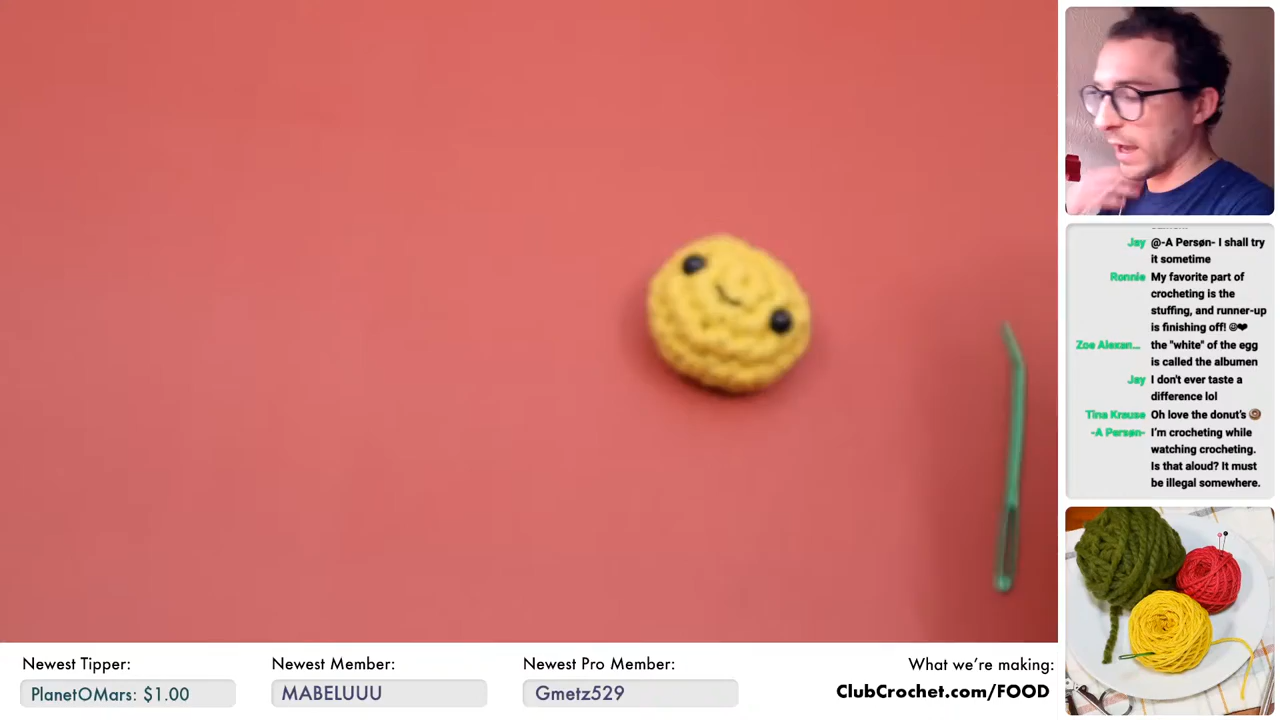 Jay @-A Persøn- I shall try
it sometime
Ronnie My favorite part of
crocheting is the
stuffing, and runner-up
is finishing off! 😍❤
Zoe Alexan... the "white" of the egg
is called the albumen
Jay I don't ever taste a
difference lol
Tina Krause Oh love the donut's 🍩
-A Persøn- I'm crocheting while
watching crocheting.
Is that aloud? It must
be illegal somewhere.
Newest Tipper:
PlanetOMars: $1.00
Newest Member:
MABELUUU
Newest Pro Member:
Gmetz529
What we're making:
ClubCrochet.com/FOOD